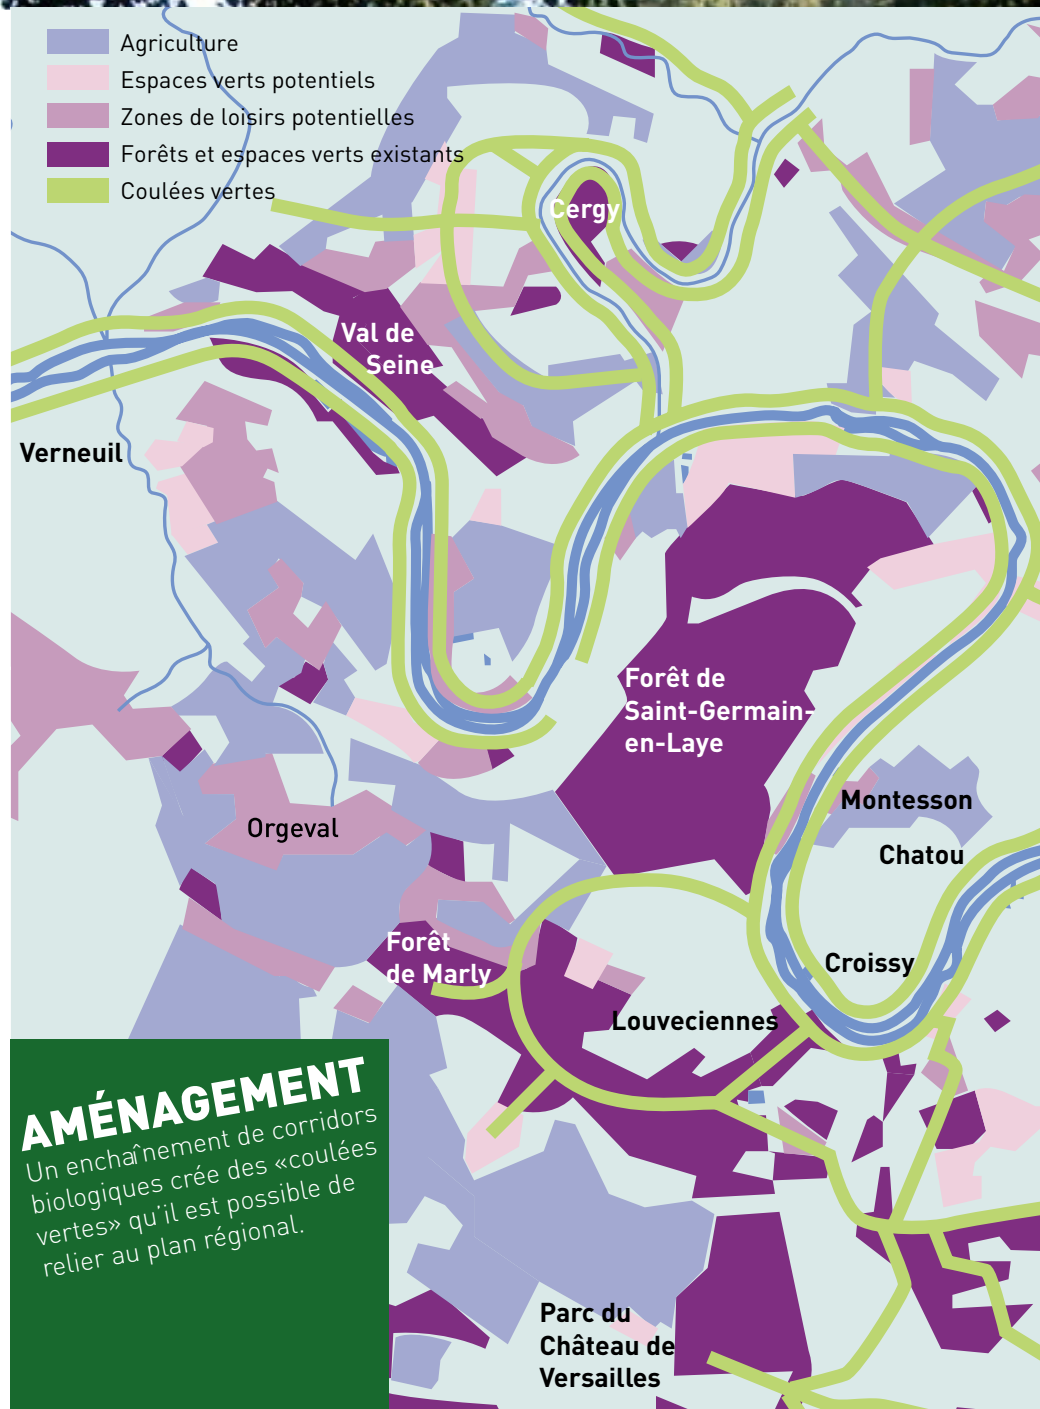 Agriculture
Espaces verts potentiels
Zones de loisirs potentielles
Forêts et espaces verts existants
Coulées vertes
Cergy
Val de
Seine
Verneuil
Forêt de
Saint-Germain-
en-Laye
Montesson
Orgeval
Chatou
Forêt
de Marly
Croissy
Louveciennes
AMÉNAGEMENT
Un enchaînement de corridors
biologiques crée des «coulées
vertes» qu'il est possible de
relier au plan régional.
Parc du
Château de
Versailles